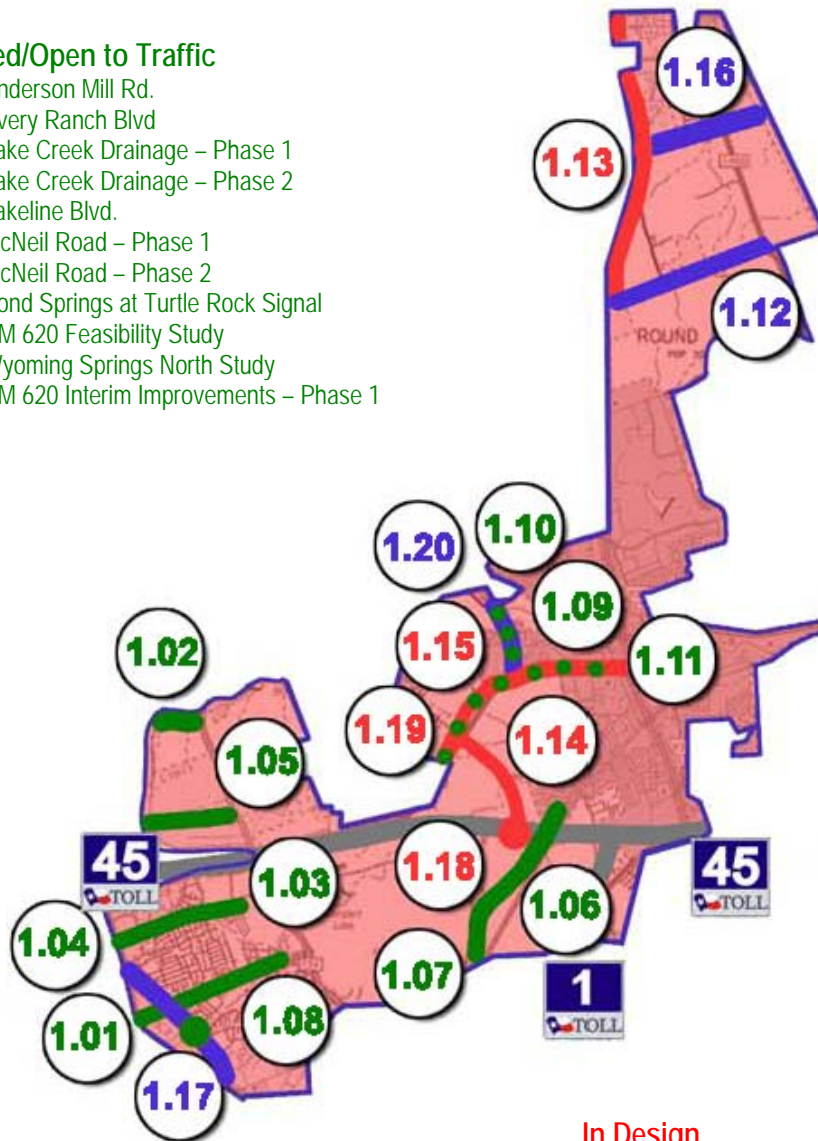 ed/Open to Traffic
nderson Mill Rd.
very Ranch Blvd
ake Creek Drainage – Phase 1
ake Creek Drainage – Phase 2
akeline Blvd.
cNeil Road – Phase 1
cNeil Road – Phase 2
ond Springs at Turtle Rock Signal
M 620 Feasibility Study
Wyoming Springs North Study
M 620 Interim Improvements – Phase 1
1.16
1.13
1.12
ROUND
1.20
1.10
1.09
1.15
1.11
1.02
1.19
1.14
1.05
45
TOLL
1.03
1.18
45
TOLL
1.06
1.04
1.07
1
TOLL
1.01
1.08
1.17
In Design